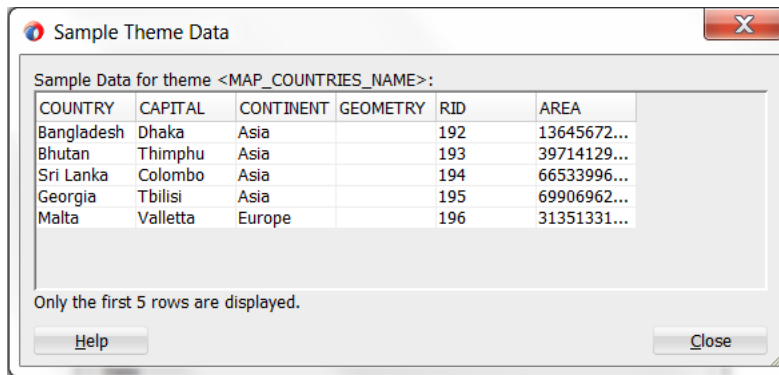 Sample Theme Data
Sample Data for theme <MAP_COUNTRIES_NAME>:
COUNTRY CAPITAL CONTINENT GEOMETRY RID AREA
Bangladesh Dhaka Asia 192 13645672...
Bhutan Thimphu Asia 193 39714129...
Sri Lanka Colombo Asia 194 66533996...
Georgia Tbilisi Asia 195 69906962...
Malta Valletta Europe 196 31351331...
Only the first 5 rows are displayed.
Help Close